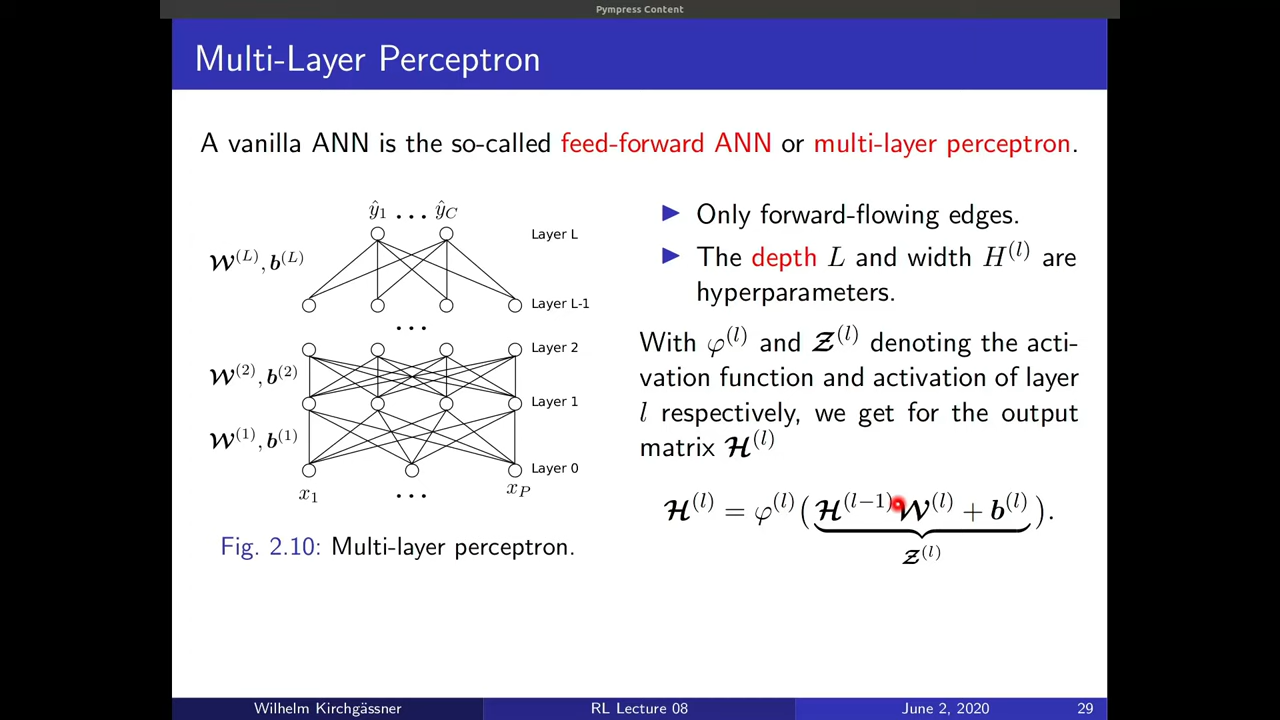 Pympress Content
Multi-Layer Perceptron
A vanilla ANN is the so-called feed-forward ANN or multi-layer perceptron.
ŷ₁ ... ŷ_C
Layer L
𝓦^(L), b^(L)
Layer L-1
...
Layer 2
𝓦^(2), b^(2)
Layer 1
𝓦^(1), b^(1)
Layer 0
x₁ ... x_P
Fig. 2.10: Multi-layer perceptron.
▶ Only forward-flowing edges.
▶ The depth L and width H^(l) are
hyperparameters.
With φ^(l) and 𝓩^(l) denoting the acti-
vation function and activation of layer
l respectively, we get for the output
matrix 𝓗^(l)
𝓗^(l) = φ^(l)(𝓗^(l−1)𝓦^(l) + b^(l)).
𝓩^(l)
Wilhelm Kirchgässner
RL Lecture 08
June 2, 2020
29